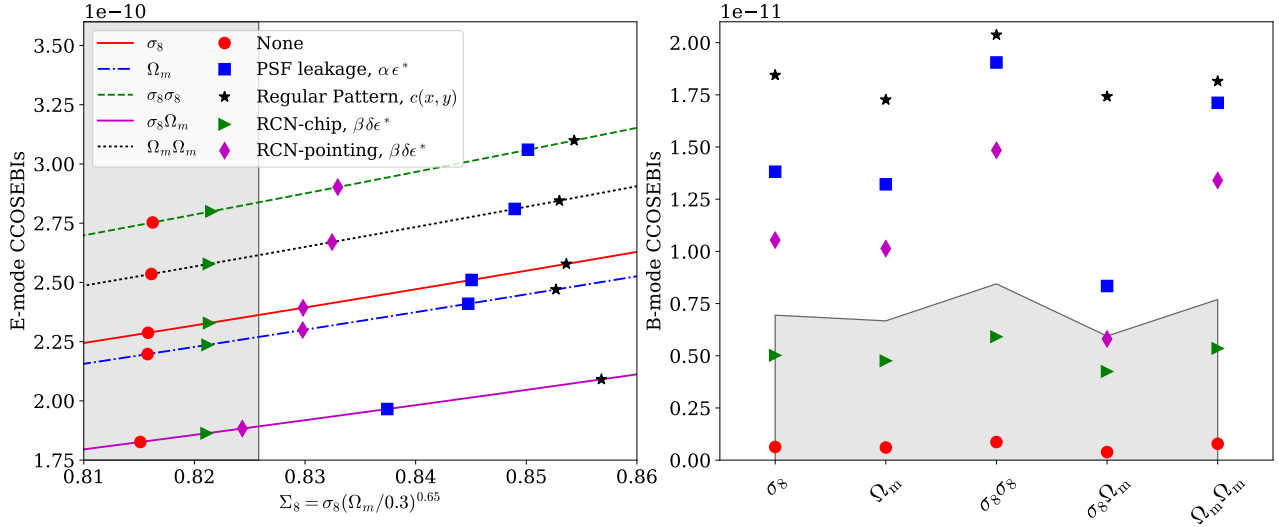 1e−10
E-mode CCOSEBIs
3.50
3.25
3.00
2.75
2.50
2.25
2.00
1.75
σ₈
Ωₘ
σ₈σ₈
σ₈Ωₘ
ΩₘΩₘ
None
PSF leakage, αϵ*
Regular Pattern, c(x, y)
RCN-chip, βδϵ*
RCN-pointing, βδϵ*
0.81 0.82 0.83 0.84 0.85 0.86
Σ₈ = σ₈(Ωₘ/0.3)^0.65
1e−11
B-mode CCOSEBIs
2.00
1.75
1.50
1.25
1.00
0.75
0.50
0.25
0.00
σ₈ Ωₘ σ₈σ₈ σ₈Ωₘ ΩₘΩₘ